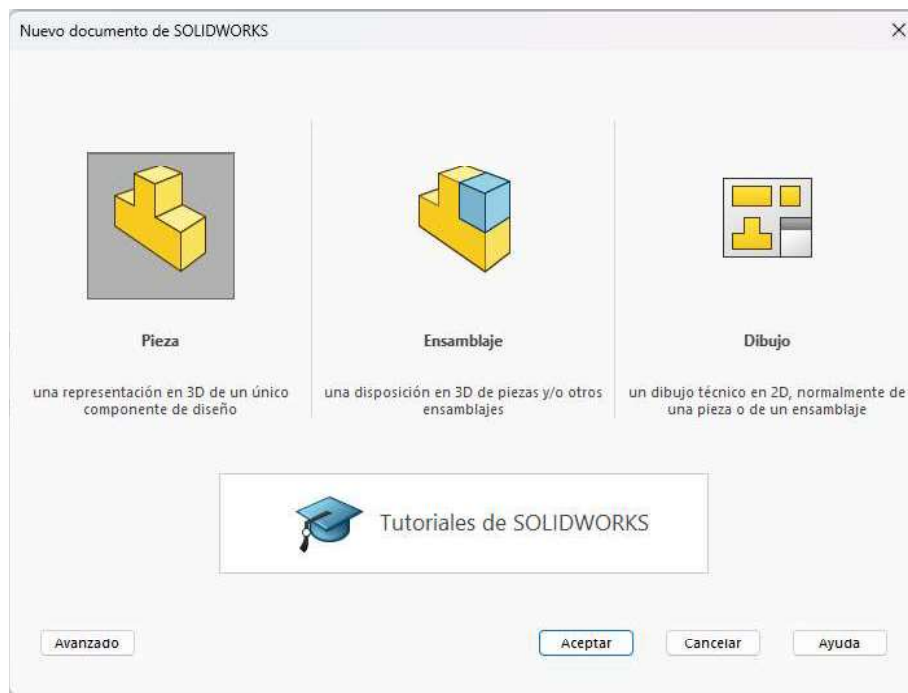 Nuevo documento de SOLIDWORKS
Pieza
una representación en 3D de un único
componente de diseño
Ensamblaje
una disposición en 3D de piezas y/o otros
ensamblajes
Dibujo
un dibujo técnico en 2D, normalmente de
una pieza o de un ensamblaje
Tutoriales de SOLIDWORKS
Avanzado
Aceptar
Cancelar
Ayuda